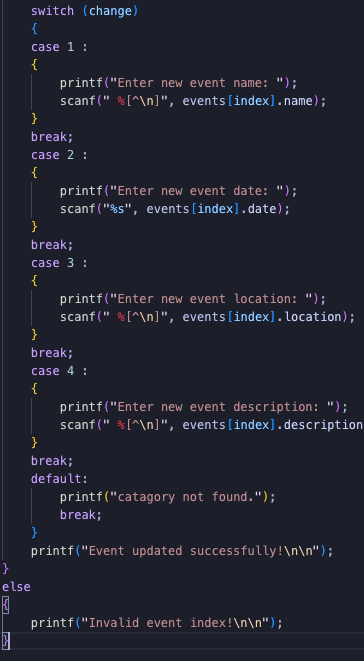 switch (change)
{
case 1 :
{
printf("Enter new event name: ");
scanf(" %[^\n]", events[index].name);
}
break;
case 2 :
{
printf("Enter new event date: ");
scanf("%s", events[index].date);
}
break;
case 3 :
{
printf("Enter new event location: ");
scanf(" %[^\n]", events[index].location);
}
break;
case 4 :
{
printf("Enter new event description: ");
scanf(" %[^\n]", events[index].description
}
break;
default:
printf("catagory not found.");
break;
}
printf("Event updated successfully!\n\n");
}
else
{
printf("Invalid event index!\n\n");
}